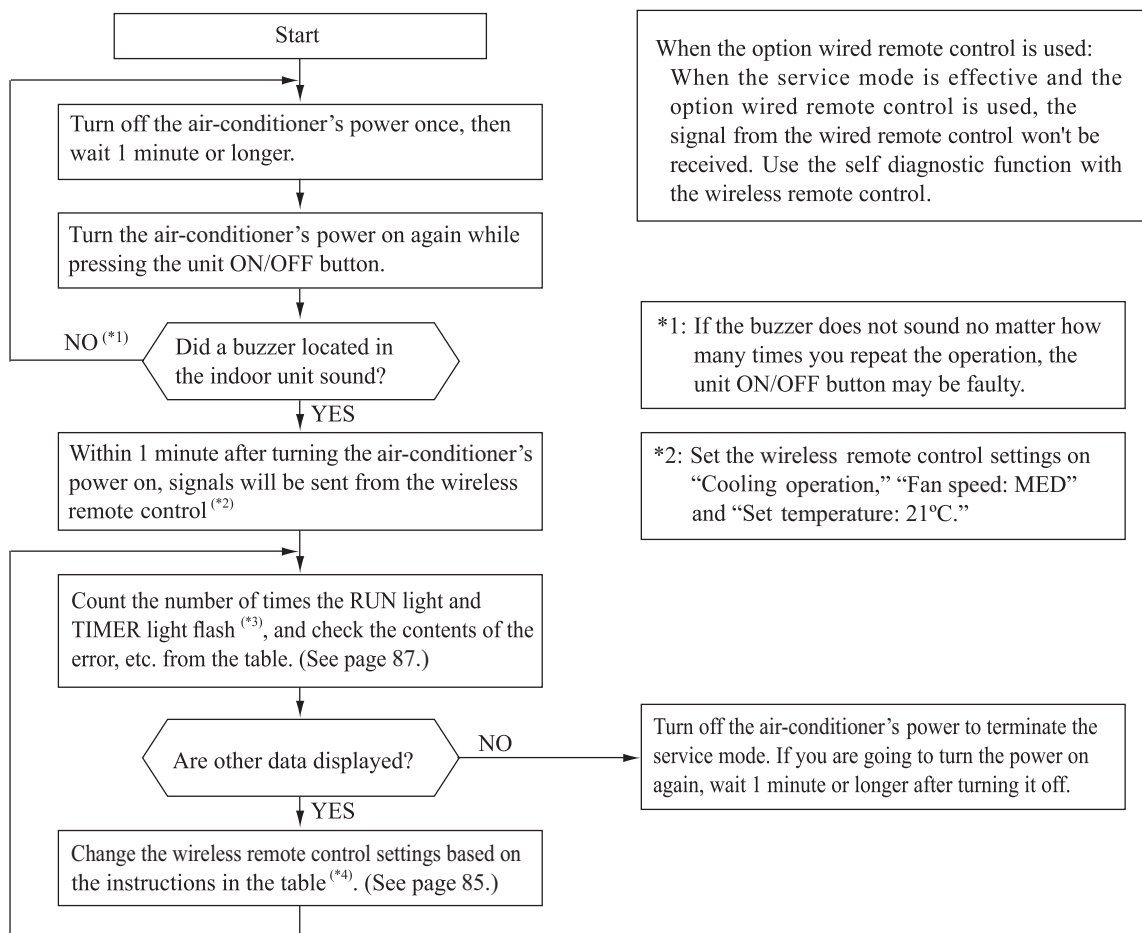 Start
Turn off the air-conditioner’s power once, then
wait 1 minute or longer.
Turn the air-conditioner’s power on again while
pressing the unit ON/OFF button.
NO (*1)
Did a buzzer located in
the indoor unit sound?
YES
Within 1 minute after turning the air-conditioner’s
power on, signals will be sent from the wireless
remote control (*2)
Count the number of times the RUN light and
TIMER light flash (*3), and check the contents of the
error, etc. from the table. (See page 87.)
Are other data displayed?
NO
YES
Change the wireless remote control settings based on
the instructions in the table (*4). (See page 85.)
When the option wired remote control is used:
When the service mode is effective and the
option wired remote control is used, the
signal from the wired remote control won't be
received. Use the self diagnostic function with
the wireless remote control.
*1: If the buzzer does not sound no matter how
many times you repeat the operation, the
unit ON/OFF button may be faulty.
*2: Set the wireless remote control settings on
“Cooling operation,” “Fan speed: MED”
and “Set temperature: 21ºC.”
Turn off the air-conditioner’s power to terminate the
service mode. If you are going to turn the power on
again, wait 1 minute or longer after turning it off.